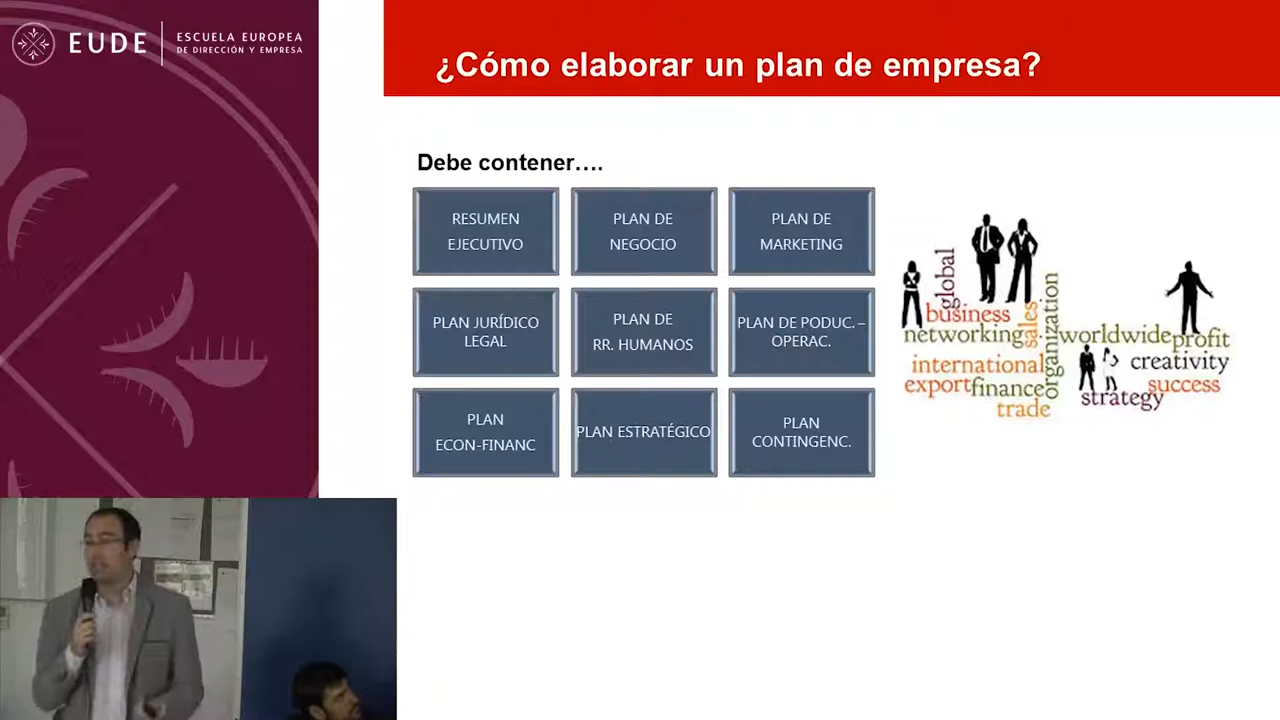 EUDE
ESCUELA EUROPEA
DE DIRECCIÓN Y EMPRESA
¿Cómo elaborar un plan de empresa?
Debe contener….
RESUMEN
EJECUTIVO
PLAN DE
NEGOCIO
PLAN DE
MARKETING
PLAN JURÍDICO
LEGAL
PLAN DE
RR. HUMANOS
PLAN DE PODUC. –
OPERAC.
PLAN
ECON-FINANC
PLAN ESTRATÉGICO
PLAN
CONTINGENC.
global
business
networking
sales
organization
international
export
finance
trade
worldwide
profit
creativity
success
strategy